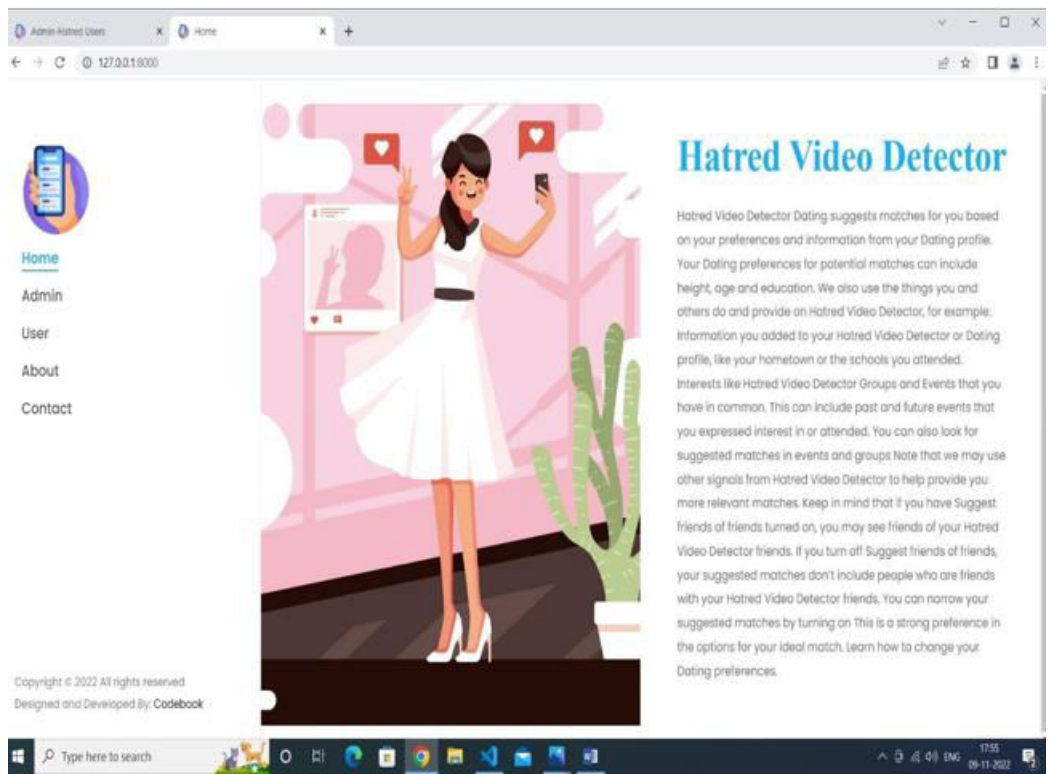 Admin-Hatred Users
Home
127.0.0.1:8000
Home
Admin
User
About
Contact
Copyright © 2022 All rights reserved
Designed and Developed By: Codebook
Hatred Video Detector
Hatred Video Detector Dating suggests matches for you based
on your preferences and information from your Dating profile.
Your Dating preferences for potential matches can include
height, age and education. We also use the things you and
others do and provide on Hatred Video Detector, for example:
Information you added to your Hatred Video Detector or Dating
profile, like your hometown or the schools you attended.
Interests like Hatred Video Detector Groups and Events that you
have in common. This can include past and future events that
you expressed interest in or attended. You can also look for
suggested matches in events and groups Note that we may use
other signals from Hatred Video Detector to help provide you
more relevant matches. Keep in mind that if you have Suggest
friends of friends turned on, you may see friends of your Hatred
Video Detector friends. If you turn off Suggest friends of friends,
your suggested matches don't include people who are friends
with your Hatred Video Detector friends. You can narrow your
suggested matches by turning on This is a strong preference in
the options for your ideal match. Learn how to change your
Dating preferences.
Type here to search
ENG
17:55
09-11-2022